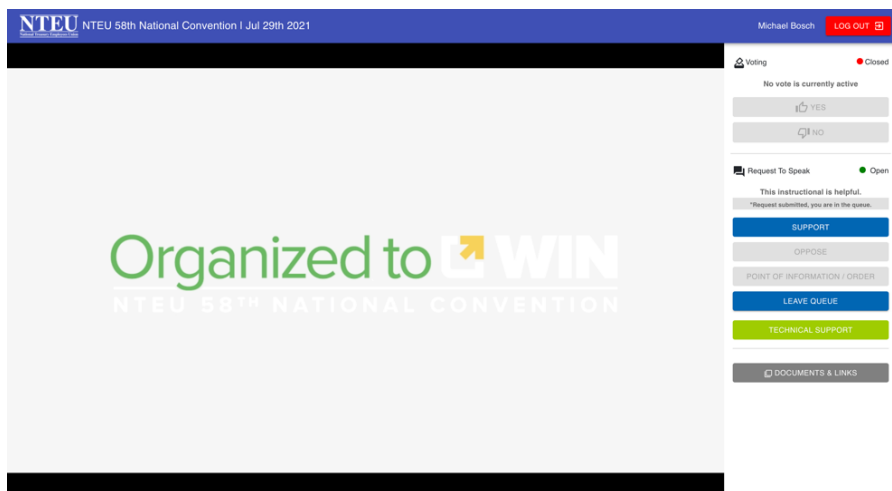 NTEU NTEU 58th National Convention I Jul 29th 2021
National Treasury Employees Union
Michael Bosch LOG OUT
Voting Closed
No vote is currently active
YES
NO
Request To Speak Open
This instructional is helpful.
*Request submitted, you are in the queue.
SUPPORT
OPPOSE
POINT OF INFORMATION / ORDER
LEAVE QUEUE
TECHNICAL SUPPORT
DOCUMENTS & LINKS
Organized to WIN
NTEU 58TH NATIONAL CONVENTION